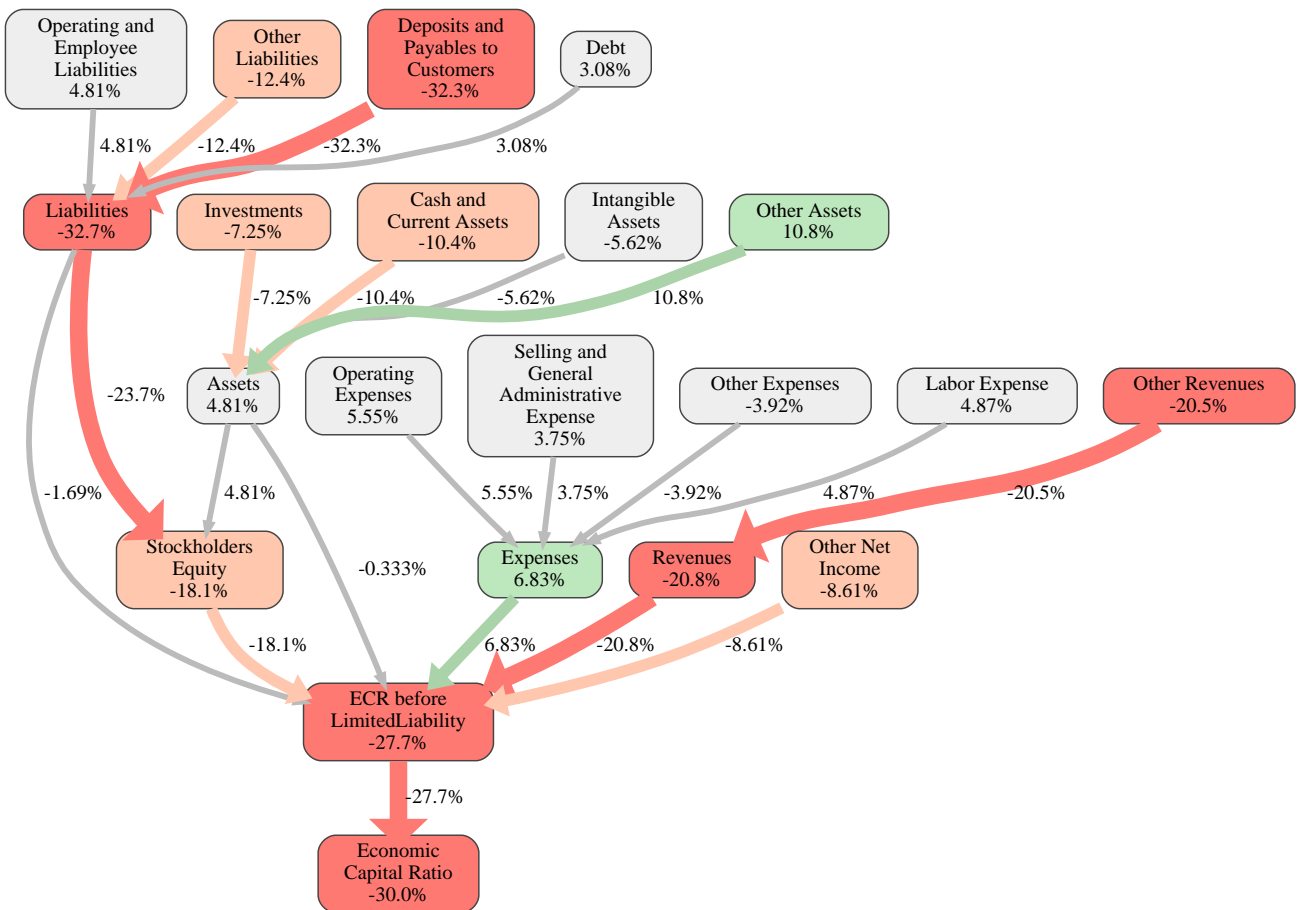 Operating and
Employee
Liabilities
4.81%
Other
Liabilities
-12.4%
Deposits and
Payables to
Customers
-32.3%
Debt
3.08%
4.81%
-12.4%
-32.3%
3.08%
Liabilities
-32.7%
Investments
-7.25%
Cash and
Current Assets
-10.4%
Intangible
Assets
-5.62%
Other Assets
10.8%
-7.25%
-10.4%
-5.62%
10.8%
-23.7%
Assets
4.81%
Operating
Expenses
5.55%
Selling and
General
Administrative
Expense
3.75%
Other Expenses
-3.92%
Labor Expense
4.87%
Other Revenues
-20.5%
-1.69%
4.81%
5.55%
3.75%
-3.92%
4.87%
-20.5%
Stockholders
Equity
-18.1%
-0.333%
Expenses
6.83%
Revenues
-20.8%
Other Net
Income
-8.61%
-18.1%
6.83%
-20.8%
-8.61%
ECR before
LimitedLiability
-27.7%
-27.7%
Economic
Capital Ratio
-30.0%